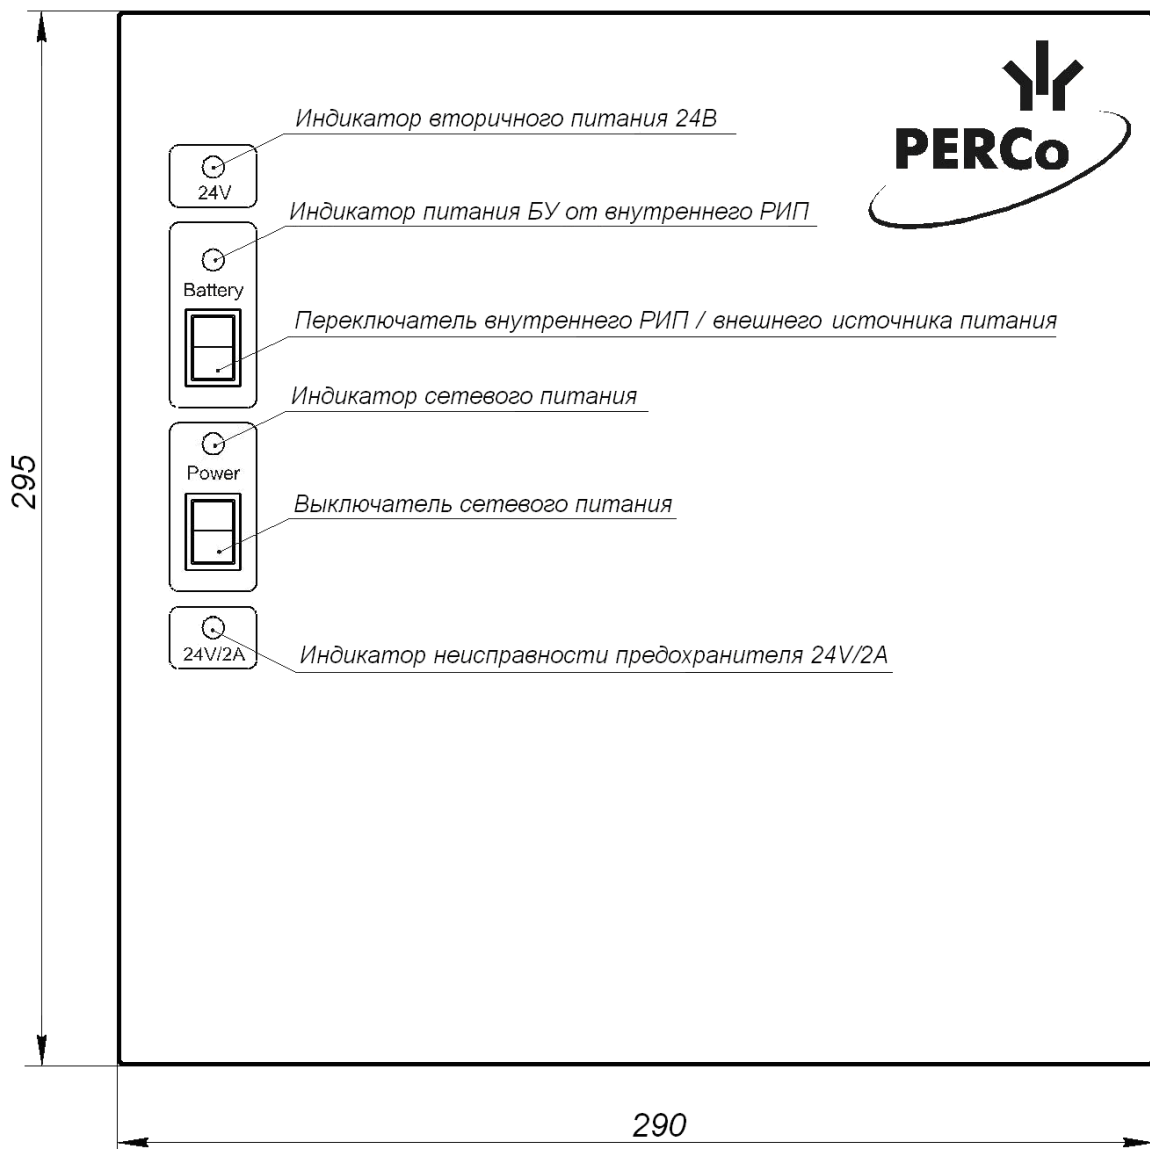 Индикатор вторичного питания 24В
PERCo
24V
Индикатор питания БУ от внутреннего РИП
Battery
Переключатель внутреннего РИП / внешнего источника питания
Индикатор сетевого питания
Power
295
Выключатель сетевого питания
24V/2A
Индикатор неисправности предохранителя 24V/2A
290